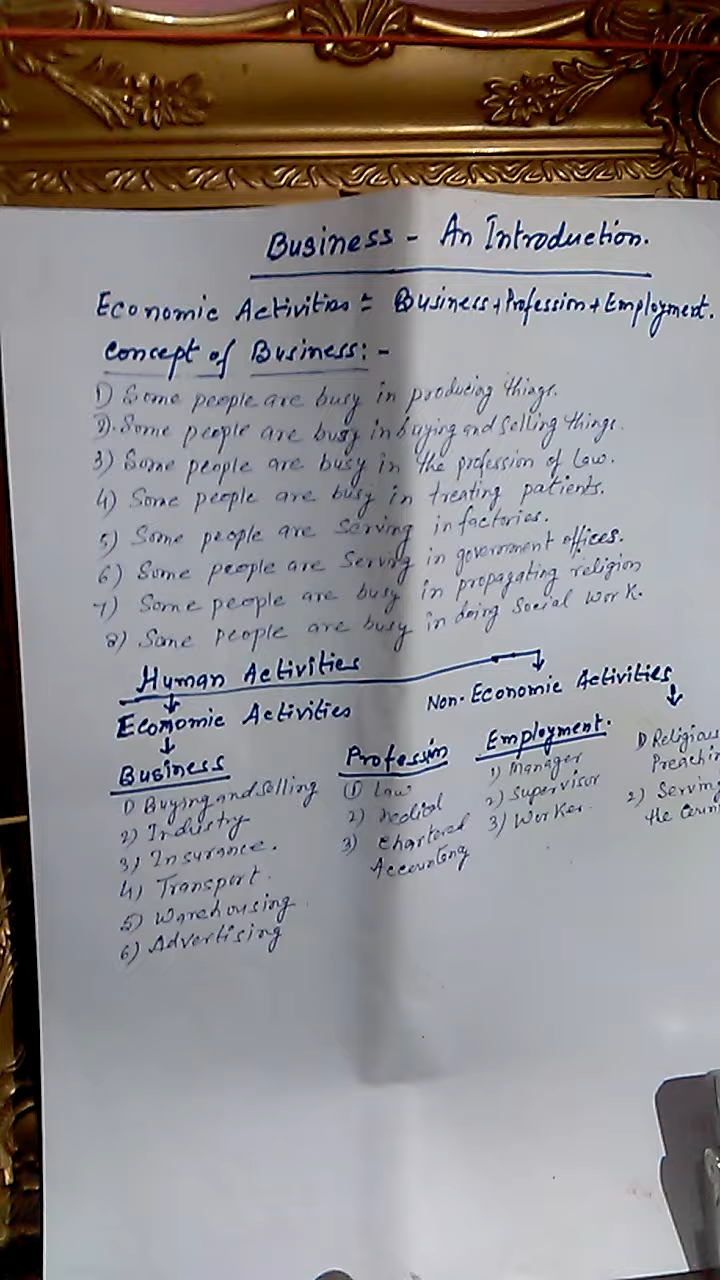 Business - An Introduction.
Economic Activities = Business + Profession + Employment.
Concept of Business: -
1) Some people are busy in producing things.
2). Some people are busy in buying and selling things.
3) Some people are busy in the profession of law.
4) Some people are busy in treating patients.
5) Some people are serving in factories.
6) Some people are serving in government offices.
7) Some people are busy in propagating religion
8) Some people are busy in doing social work.
Human Activities
Economic Activities Non-Economic Activities
Business Profession Employment.
1) Buying and selling
2) Industry
3) Insurance.
4) Transport.
5) Warehousing
6) Advertising
1) Law
2) Medical
3) Chartered
Accounting
1) Manager
2) Supervisor
3) Worker.
1) Religious
2) Serving
the